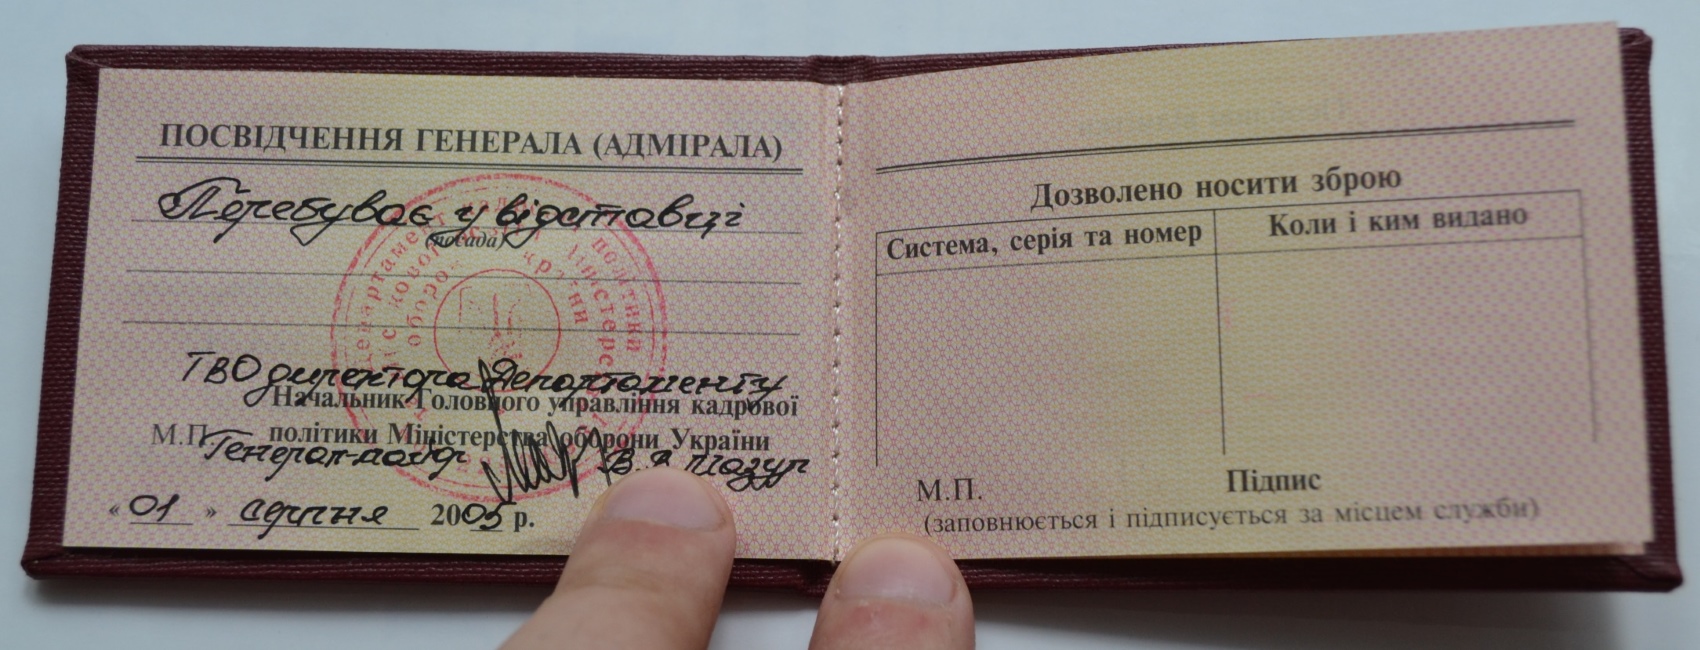 ПОСВІДЧЕННЯ ГЕНЕРАЛА (АДМІРАЛА)
Перебуває у відставці
(посада)
ТВО директора Департаменту
Начальник Головного управління кадрової
М.П. політики Міністерства оборони України
Генерал-майор В. Мазур
« 01 » серпня 2005 р.
Дозволено носити зброю
Система, серія та номер
Коли і ким видано
М.П. Підпис
(заповнюється і підписується за місцем служби)